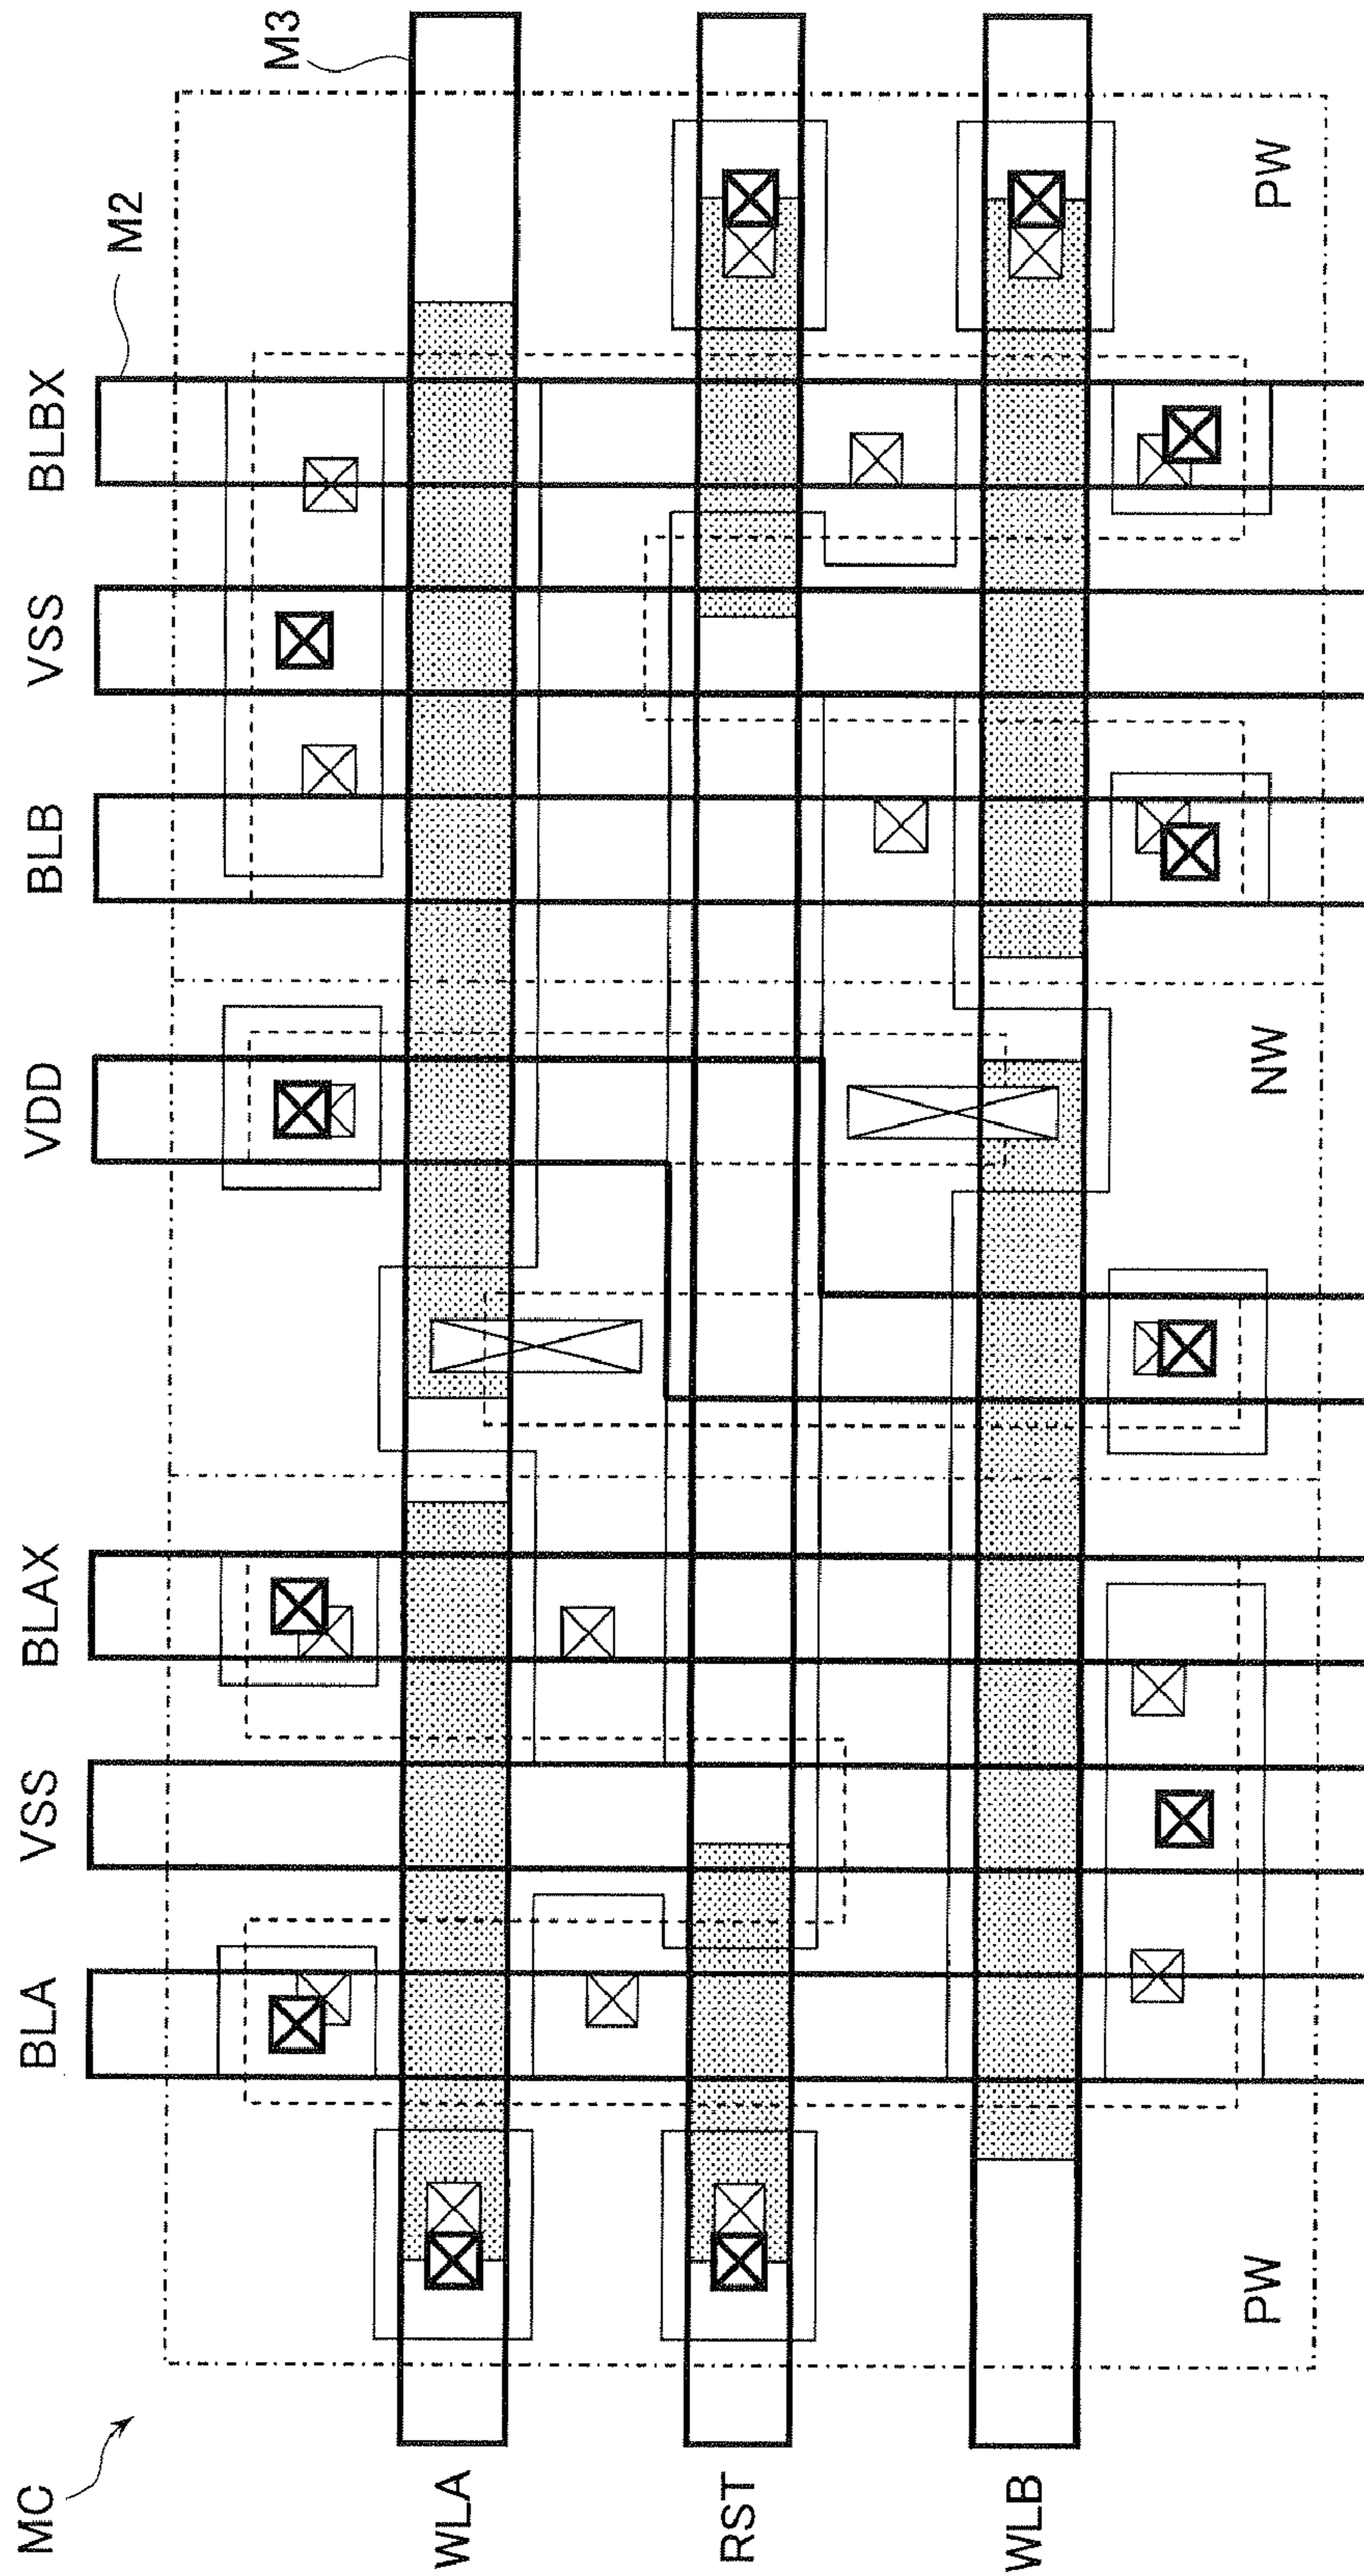 MC
BLA
VSS
BLAX
VDD
BLB
VSS
BLBX
M2
M3
WLA
RST
WLB
PW
NW
PW